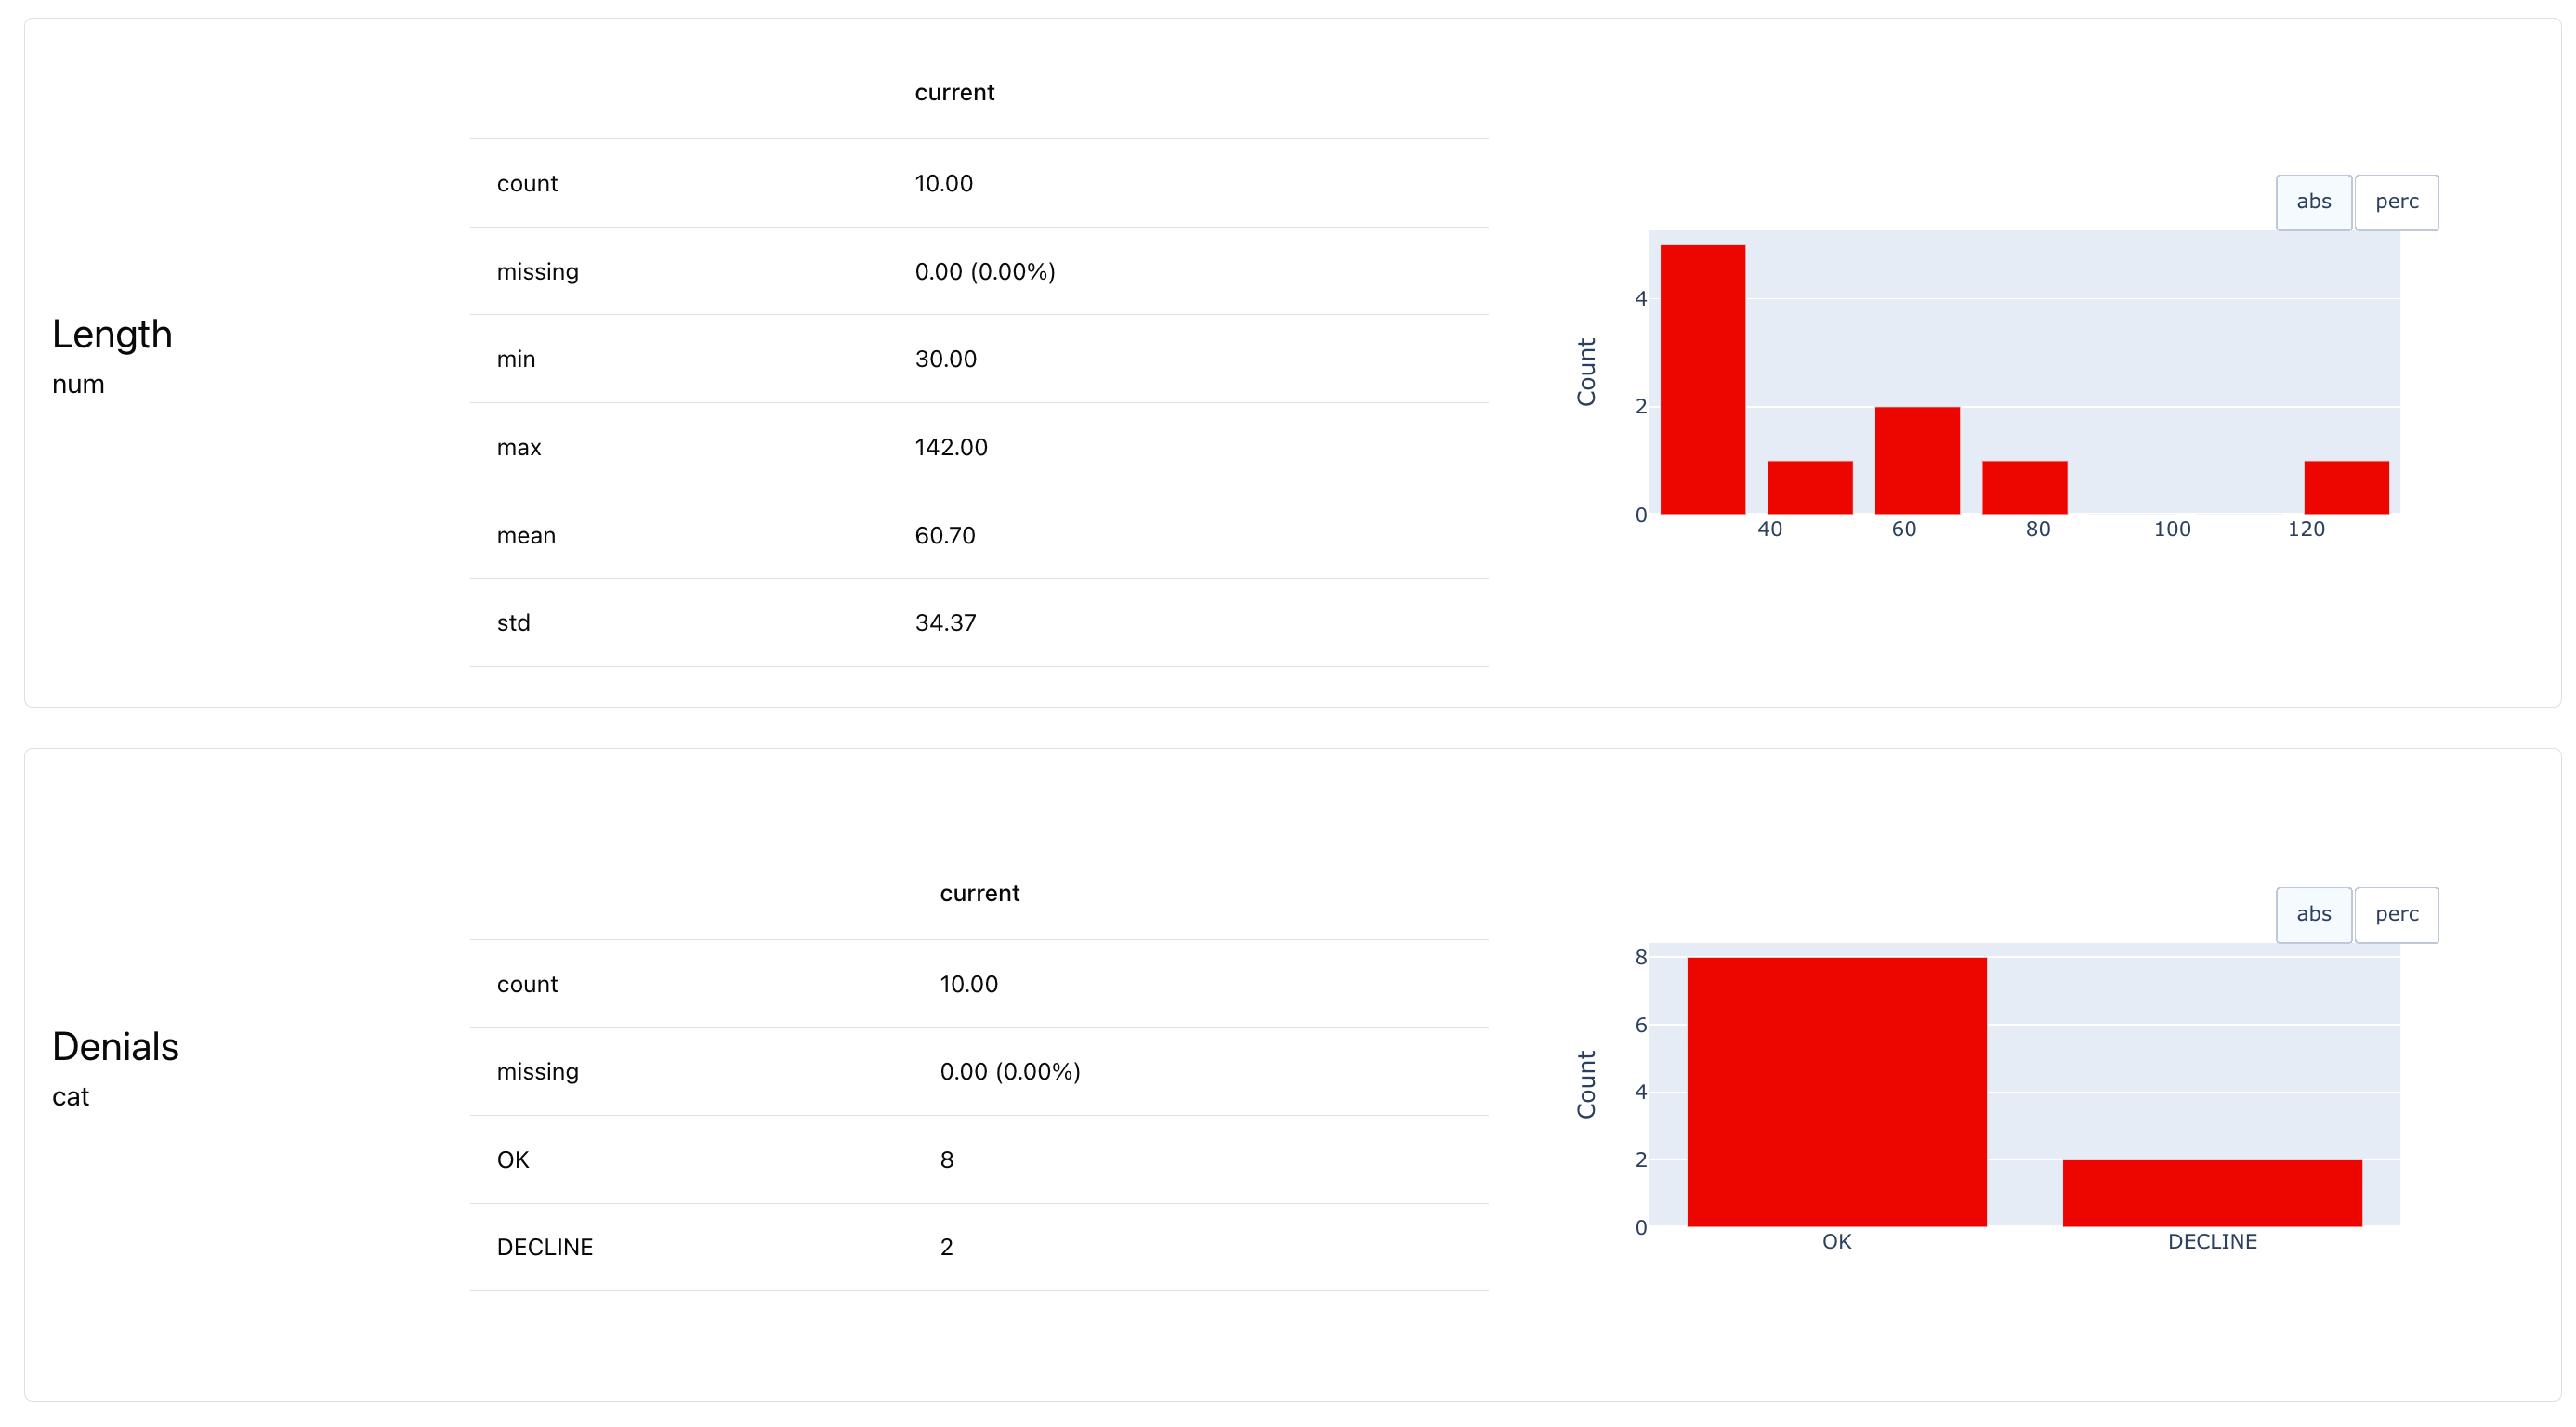 Length
num
current
count 10.00
missing 0.00 (0.00%)
min 30.00
max 142.00
mean 60.70
std 34.37
abs perc
Count
4
2
0
40 60 80 100 120
Denials
cat
current
count 10.00
missing 0.00 (0.00%)
OK 8
DECLINE 2
abs perc
Count
8
6
4
2
0
OK DECLINE